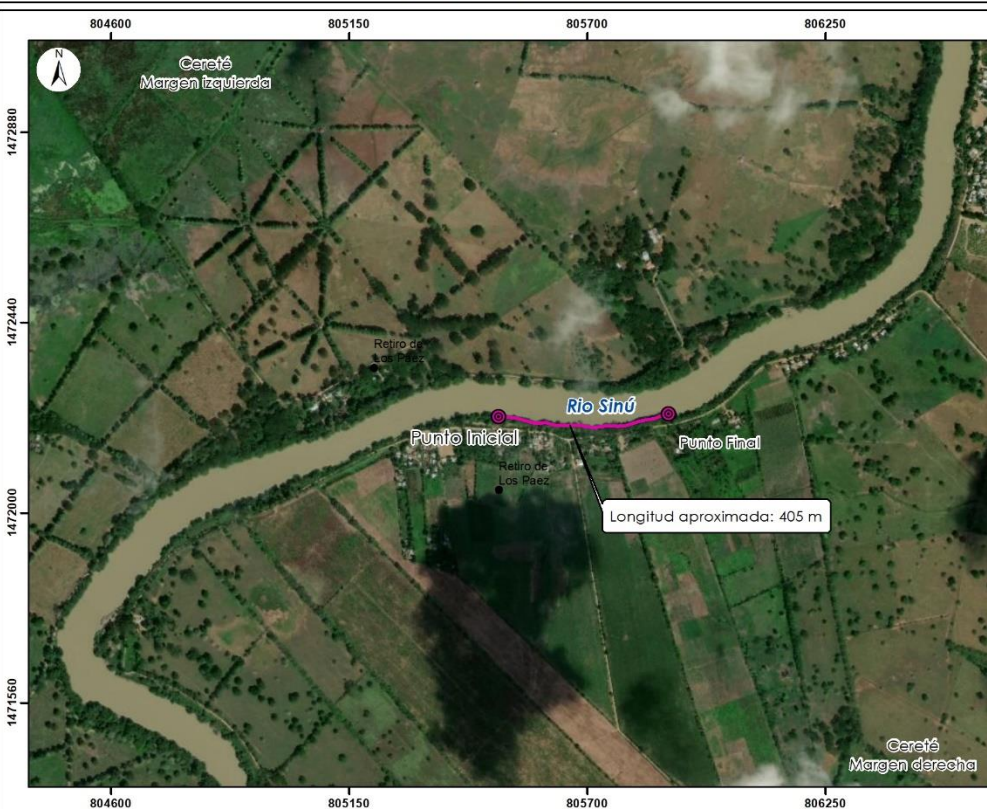 804600
805150
805700
806250
N
Cereté
Margen izquierda
1472880
1472440
Retiro de
Los Paez
Rio Sinú
Punto Inicial
Punto Final
Retiro de
Los Paez
1472000
Longitud aproximada: 405 m
1471560
Cereté
Margen derecha
804600
805150
805700
806250